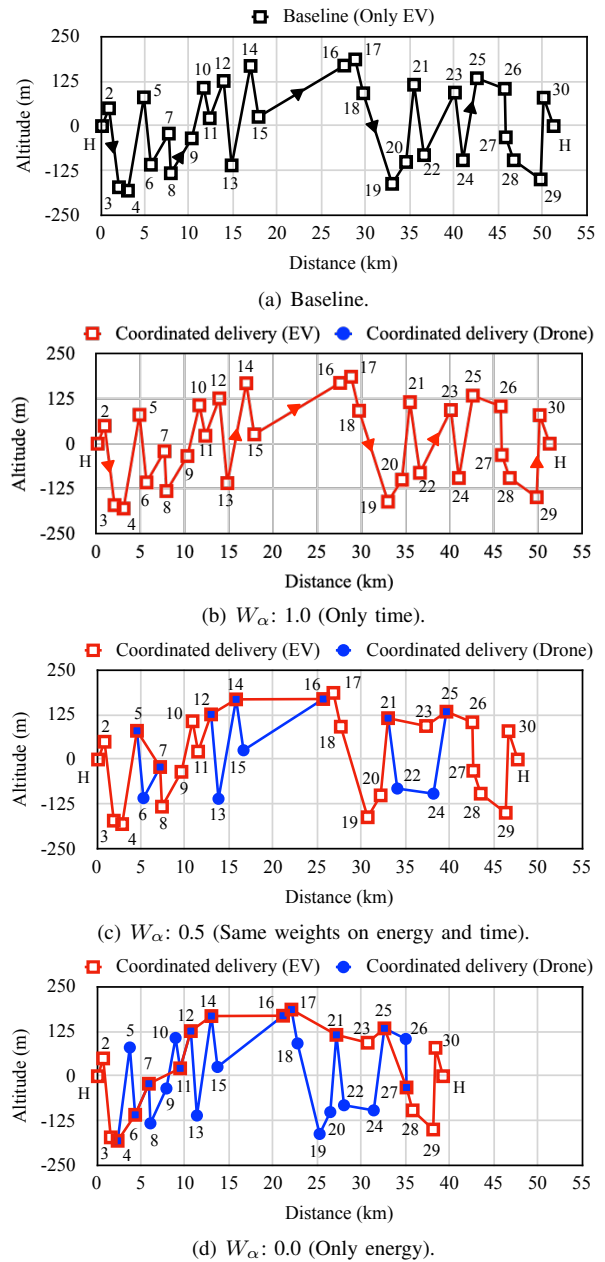 Baseline (Only EV)
250
125
0
-125
-250
Altitude (m)
H 2 3 4 5 6 7 8 9 10 11 12 13 14 15 16 17 18 19 20 21 22 23 24 25 26 27 28 29 30 H
0 5 10 15 20 25 30 35 40 45 50 55
Distance (km)
(a) Baseline.
Coordinated delivery (EV) Coordinated delivery (Drone)
250
125
0
-125
-250
Altitude (m)
H 2 3 4 5 6 7 8 9 10 11 12 13 14 15 16 17 18 19 20 21 22 23 24 25 26 27 28 29 30 H
0 5 10 15 20 25 30 35 40 45 50 55
Distance (km)
(b) Wα: 1.0 (Only time).
Coordinated delivery (EV) Coordinated delivery (Drone)
250
125
0
-125
-250
Altitude (m)
H 2 3 4 5 6 7 8 9 10 11 12 13 14 15 16 17 18 19 20 21 22 23 24 25 26 27 28 29 30 H
0 5 10 15 20 25 30 35 40 45 50 55
Distance (km)
(c) Wα: 0.5 (Same weights on energy and time).
Coordinated delivery (EV) Coordinated delivery (Drone)
250
125
0
-125
-250
Altitude (m)
H 2 3 4 5 6 7 8 9 10 11 12 13 14 15 16 17 18 19 20 21 22 23 24 25 26 27 28 29 30 H
0 5 10 15 20 25 30 35 40 45 50 55
Distance (km)
(d) Wα: 0.0 (Only energy).